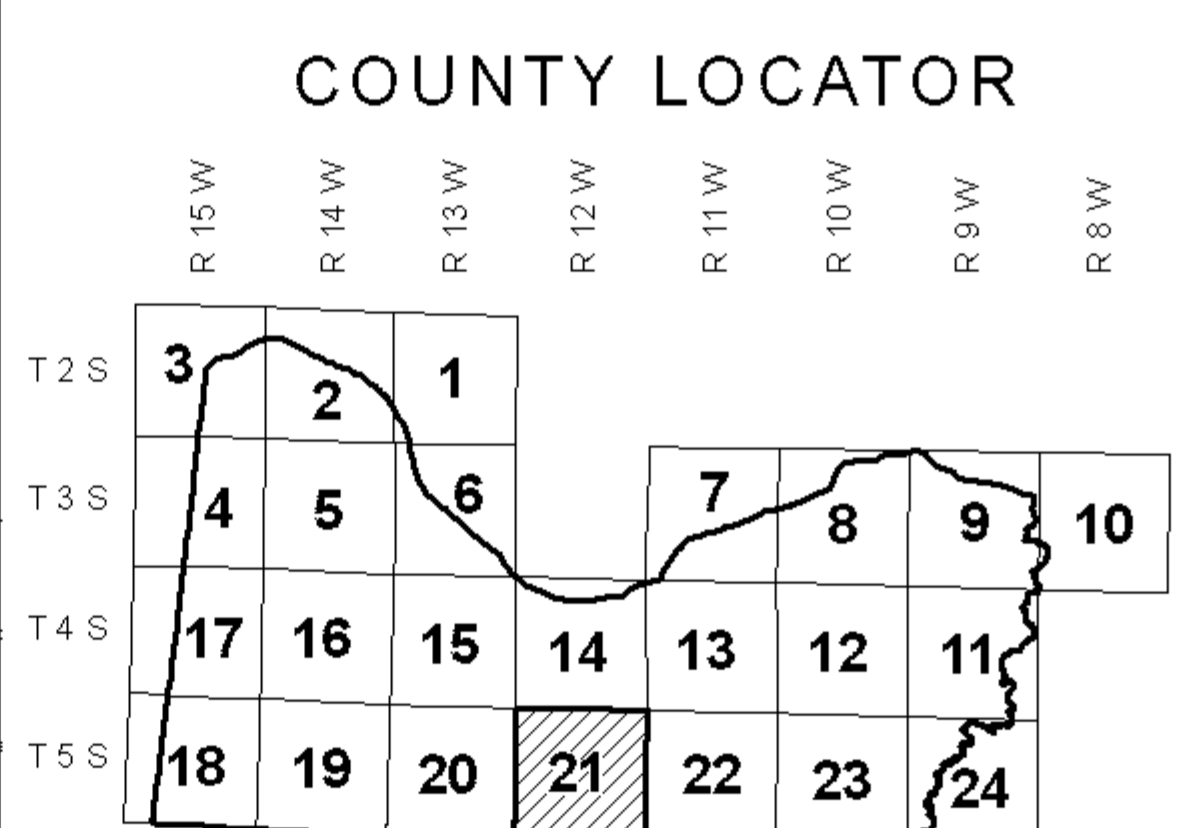 COUNTY LOCATOR
R 15 W R 14 W R 13 W R 12 W R 11 W R 10 W R 9 W R 8 W
T 2 S 3 2 1
T 3 S 4 5 6 7 8 9 10
T 4 S 17 16 15 14 13 12 11
T 5 S 18 19 20 21 22 23 24